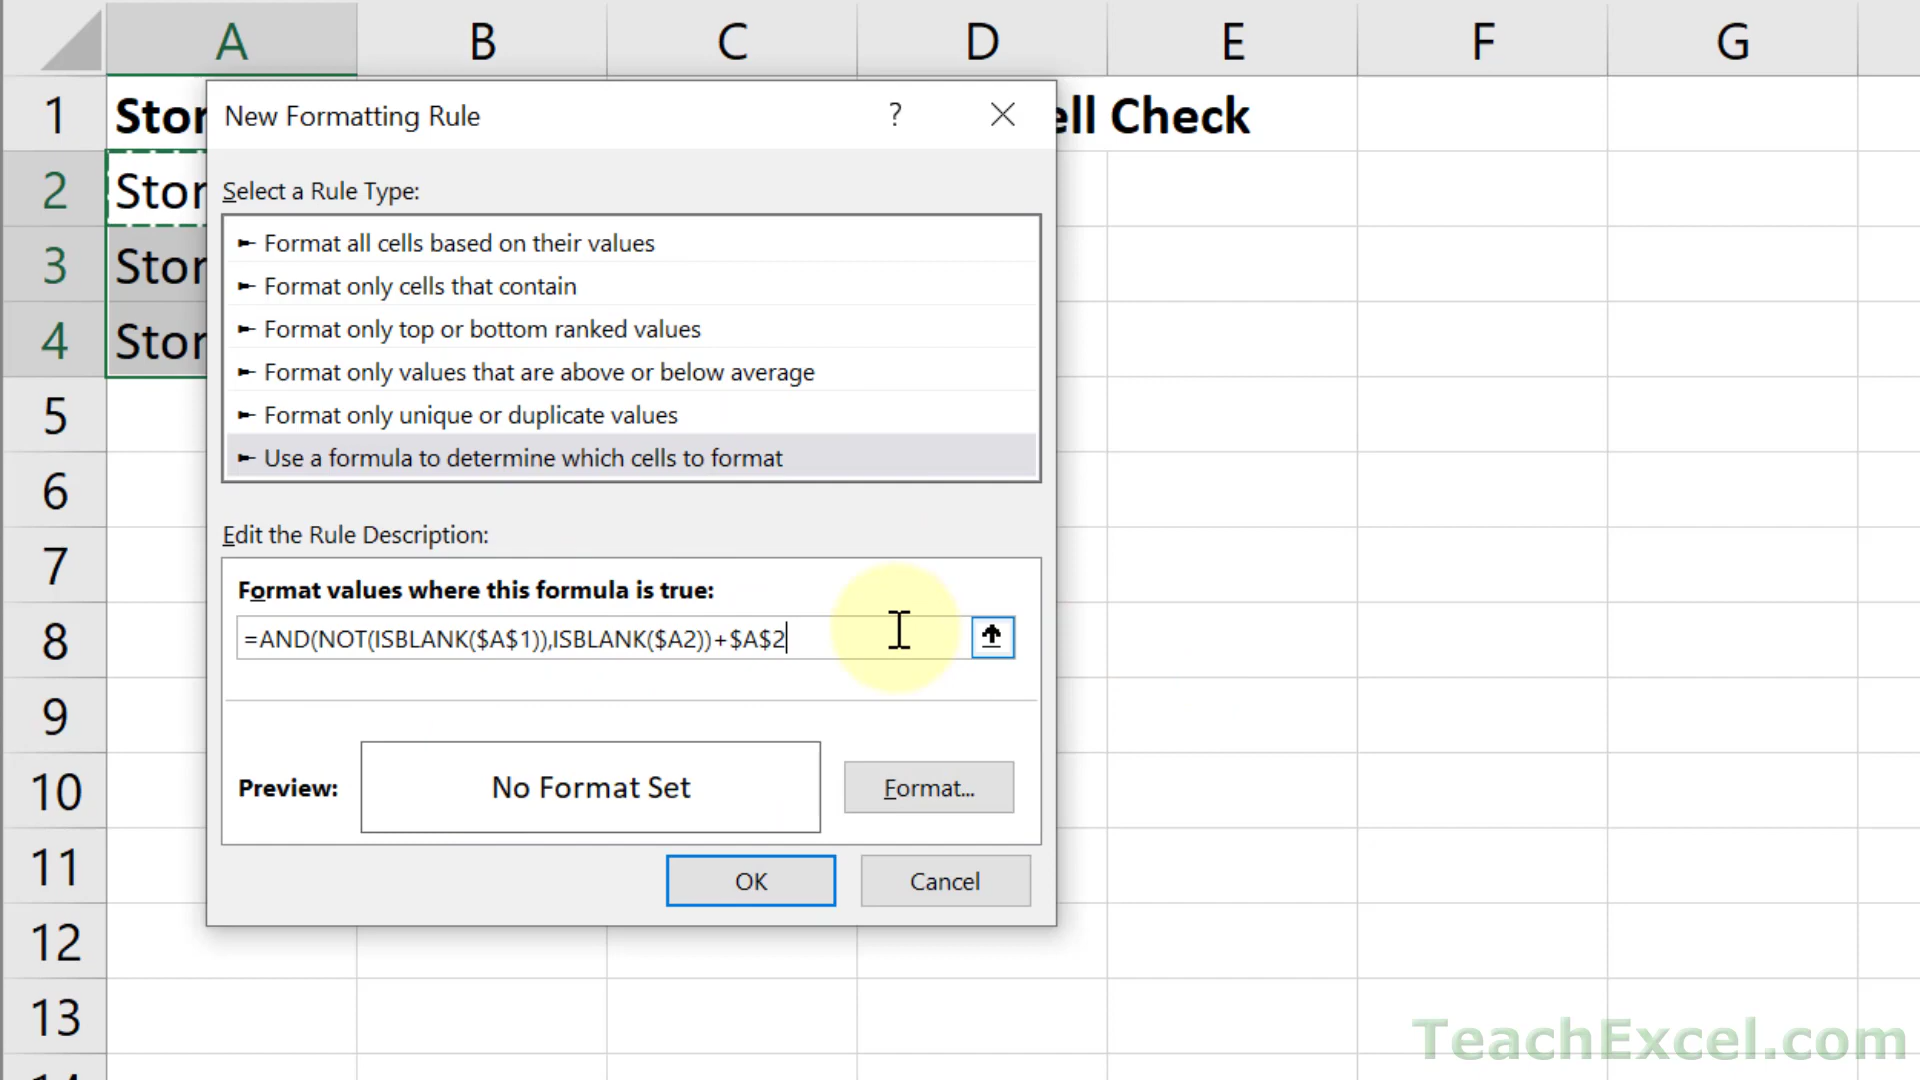 A B C D E F G
1 Stor ell Check
New Formatting Rule ? 
2 Stor
Select a Rule Type:
Format all cells based on their values
3 Stor
Format only cells that contain
Format only top or bottom ranked values
4 Stor
Format only values that are above or below average
5
Format only unique or duplicate values
Use a formula to determine which cells to format
6
Edit the Rule Description:
7
Format values where this formula is true:
8
=AND(NOT(ISBLANK($A$1)),ISBLANK($A2))+$A$2
9
10
Preview: No Format Set Format...
11
OK Cancel
12
13
TeachExcel.com